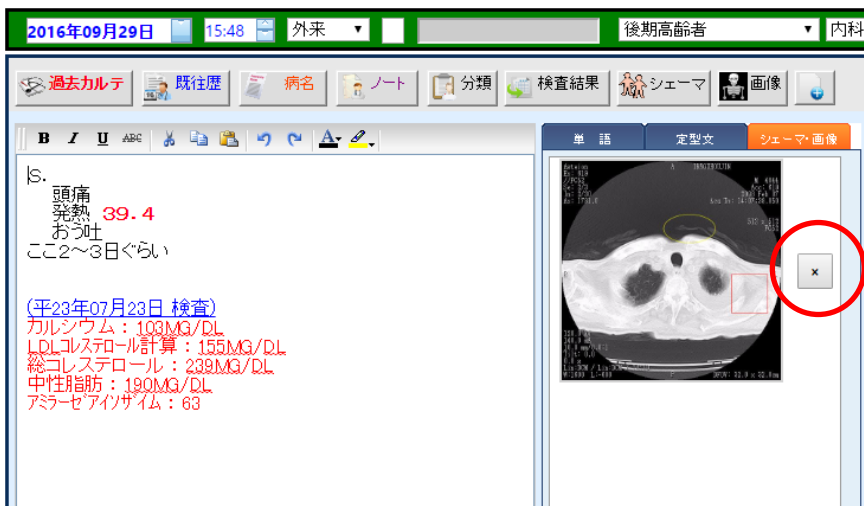 2016年09月29日 15:48 外来 後期高齢者 内科
過去カルテ 既往歴 病名 ノート 分類 検査結果 シェーマ 画像
B I U ABC A
単 語 定型文 シェーマ・画像
S.
頭痛
発熱 39.4
おう吐
ここ2~3日ぐらい
(平23年07月23日 検査)
カルシウム:103MG/DL
LDLコレステロール計算:155MG/DL
総コレステロール:239MG/DL
中性脂肪:190MG/DL
アミラーゼアイソザイム:63
x